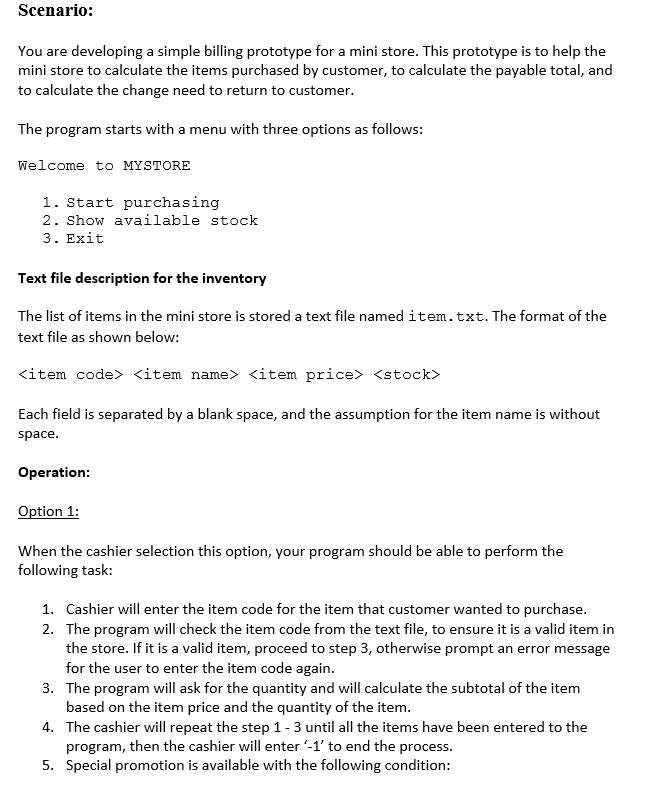 Scenario:
You are developing a simple billing prototype for a mini store. This prototype is to help the
mini store to calculate the items purchased by customer, to calculate the payable total, and
to calculate the change need to return to customer.
The program starts with a menu with three options as follows:
Welcome to MYSTORE
1. Start purchasing
2. Show available stock
3. Exit
Text file description for the inventory
The list of items in the mini store is stored a text file named item.txt. The format of the
text file as shown below:
<item code> <item name> <item price> <stock>
Each field is separated by a blank space, and the assumption for the item name is without
space.
Operation:
Option 1:
When the cashier selection this option, your program should be able to perform the
following task:
1. Cashier will enter the item code for the item that customer wanted to purchase.
2. The program will check the item code from the text file, to ensure it is a valid item in
the store. If it is a valid item, proceed to step 3, otherwise prompt an error message
for the user to enter the item code again.
3. The program will ask for the quantity and will calculate the subtotal of the item
based on the item price and the quantity of the item.
4. The cashier will repeat the step 1 - 3 until all the items have been entered to the
program, then the cashier will enter ‘-1’ to end the process.
5. Special promotion is available with the following condition: